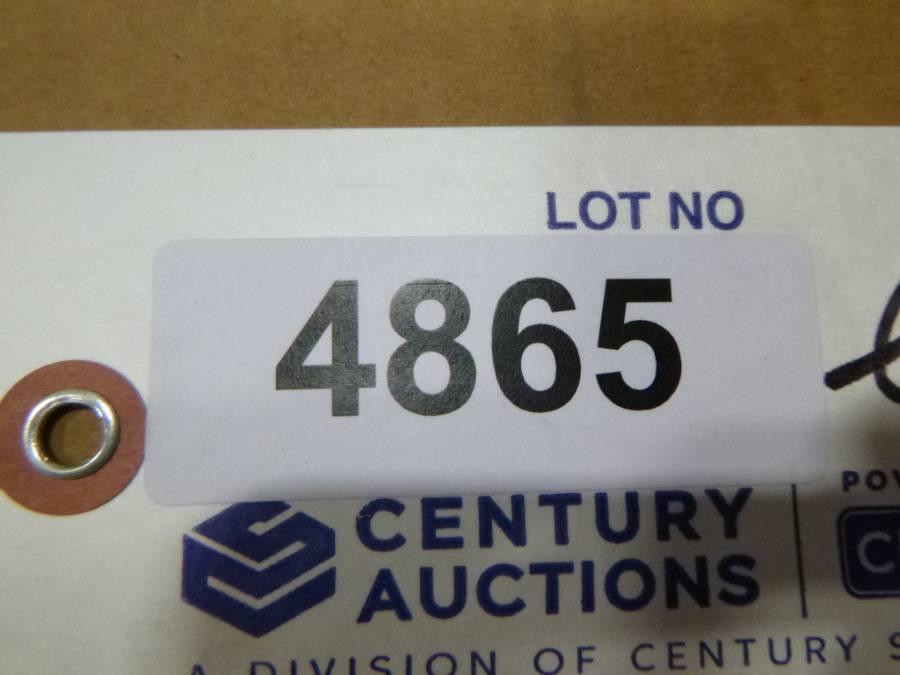 LOT NO
4865
CENTURY
AUCTIONS
A DIVISION OF CENTURY